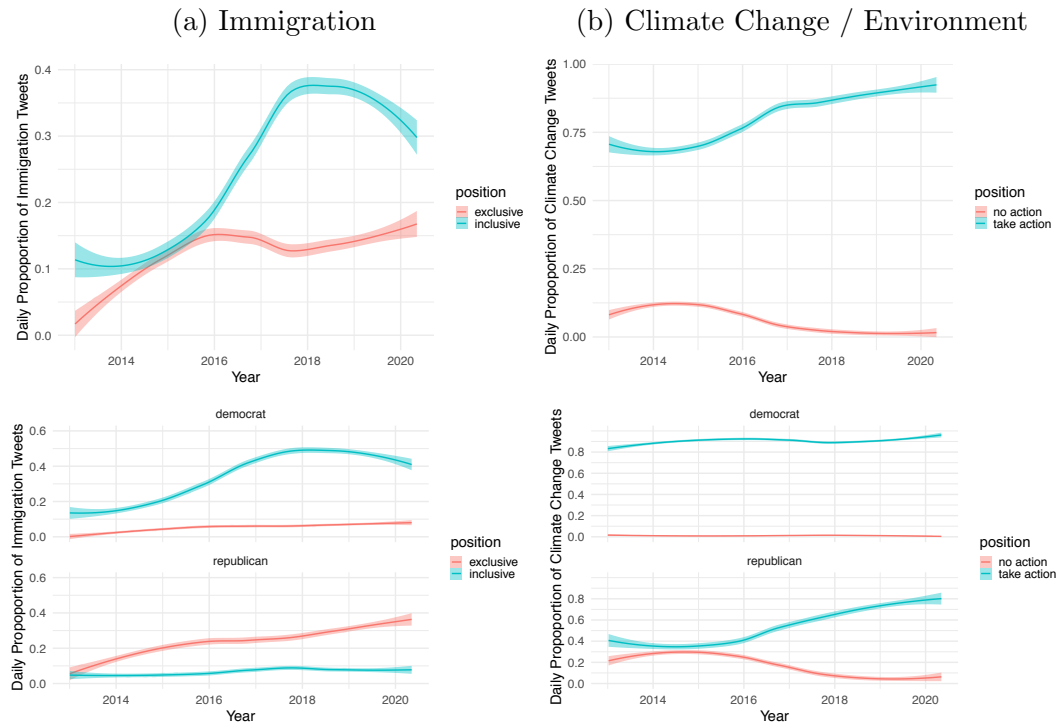 (a) Immigration
Daily Propoportion of Immigration Tweets
0.4
0.3
0.2
0.1
0.0
2014 2016 2018 2020
Year
position
exclusive
inclusive
(b) Climate Change / Environment
Daily Propoportion of Climate Change Tweets
1.00
0.75
0.50
0.25
0.00
2014 2016 2018 2020
Year
position
no action
take action
Daily Propoportion of Immigration Tweets
democrat
0.6
0.4
0.2
0.0
republican
0.6
0.4
0.2
0.0
2014 2016 2018 2020
Year
position
exclusive
inclusive
Daily Propoportion of Climate Change Tweets
democrat
0.8
0.6
0.4
0.2
0.0
republican
0.8
0.6
0.4
0.2
0.0
2014 2016 2018 2020
Year
position
no action
take action